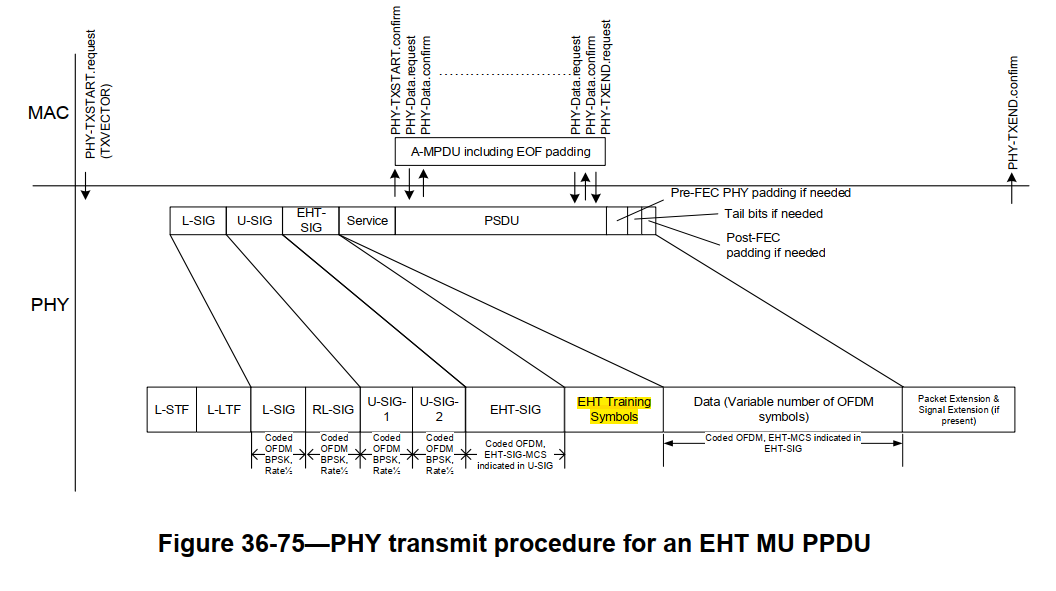 PHY-TXSTART.request
(TXVECTOR)
PHY-TXSTART.confirm
PHY-Data.request
PHY-Data.confirm
PHY-Data.request
PHY-Data.confirm
PHY-TXEND.request
PHY-TXEND.confirm
MAC
A-MPDU including EOF padding
Pre-FEC PHY padding if needed
Tail bits if needed
Post-FEC
padding if needed
L-SIG
U-SIG
EHT-
SIG
Service
PSDU
PHY
L-STF
L-LTF
L-SIG
RL-SIG
U-SIG-
1
U-SIG-
2
EHT-SIG
EHT Training
Symbols
Data (Variable number of OFDM
symbols)
Packet Extension &
Signal Extension (if
present)
Coded
OFDM
BPSK,
Rate½
Coded
OFDM
BPSK,
Rate½
Coded
OFDM
BPSK,
Rate½
Coded
OFDM
BPSK,
Rate½
Coded OFDM,
EHT-SIG-MCS
indicated in U-SIG
Coded OFDM, EHT-MCS indicated in
EHT-SIG
Figure 36-75—PHY transmit procedure for an EHT MU PPDU